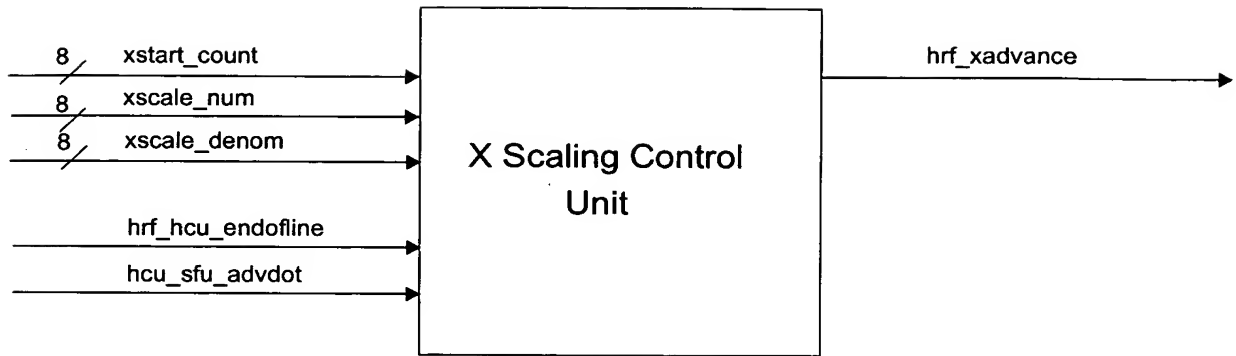 8 xstart_count
8 xscale_num
8 xscale_denom
hrf_hcu_endofline
hcu_sfu_advdot
X Scaling Control
Unit
hrf_xadvance